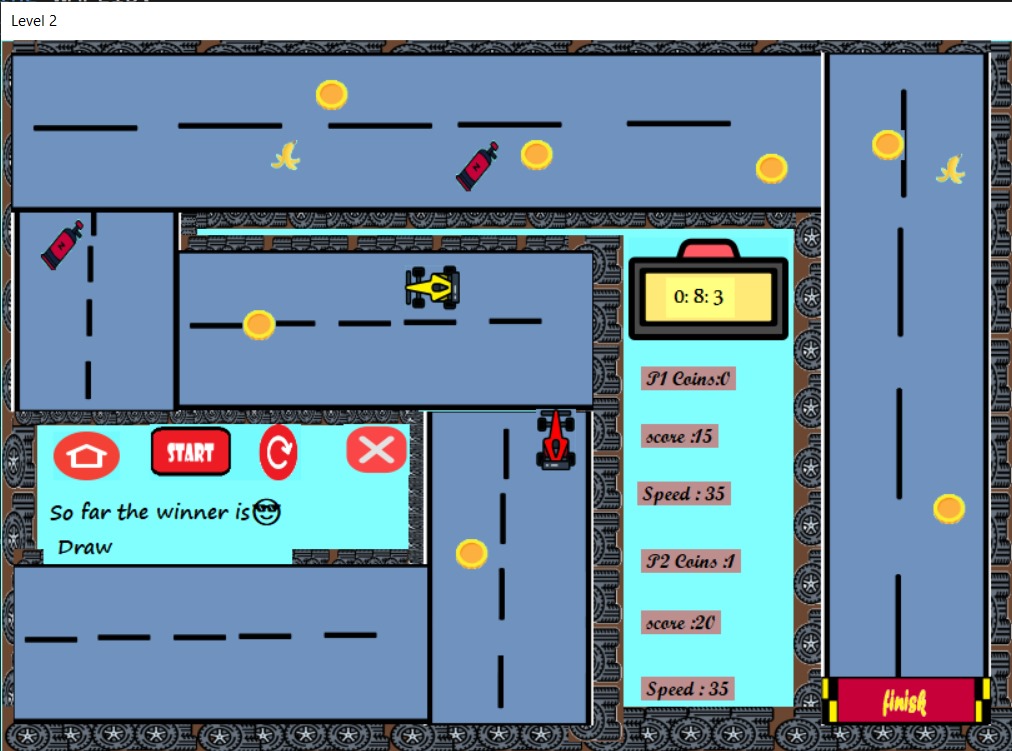 Level 2
0: 8: 3
P1 Coins:0
START
score :15
Speed : 35
So far the winner is😎
Draw
P2 Coins :1
score :20
Speed : 35
finish